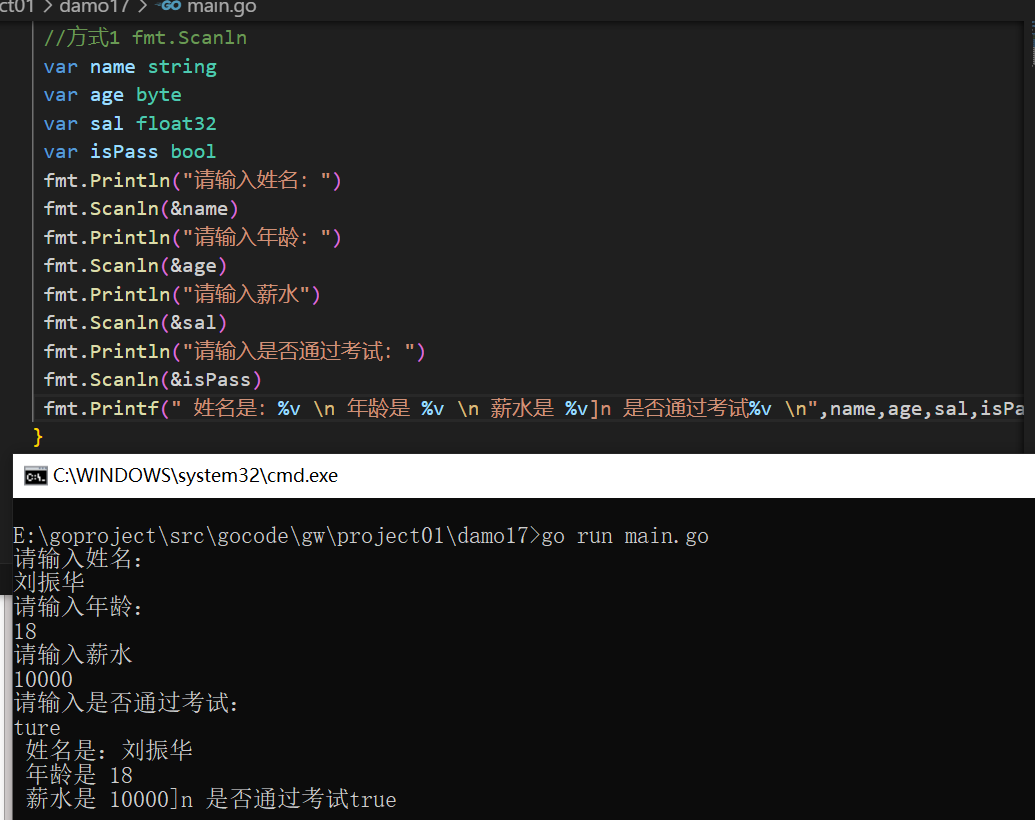 ct01 > damo17 > GO main.go
//方式1 fmt.Scanln
var name string
var age byte
var sal float32
var isPass bool
fmt.Println("请输入姓名：")
fmt.Scanln(&name)
fmt.Println("请输入年龄：")
fmt.Scanln(&age)
fmt.Println("请输入薪水")
fmt.Scanln(&sal)
fmt.Println("请输入是否通过考试：")
fmt.Scanln(&isPass)
fmt.Printf(" 姓名是：%v \n 年龄是 %v \n 薪水是 %v]n 是否通过考试%v \n",name,age,sal,isPa
}
C:\WINDOWS\system32\cmd.exe
E:\goproject\src\gocode\gw\project01\damo17>go run main.go
请输入姓名：
刘振华
请输入年龄：
18
请输入薪水
10000
请输入是否通过考试：
ture
姓名是：刘振华
年龄是 18
薪水是 10000]n 是否通过考试true